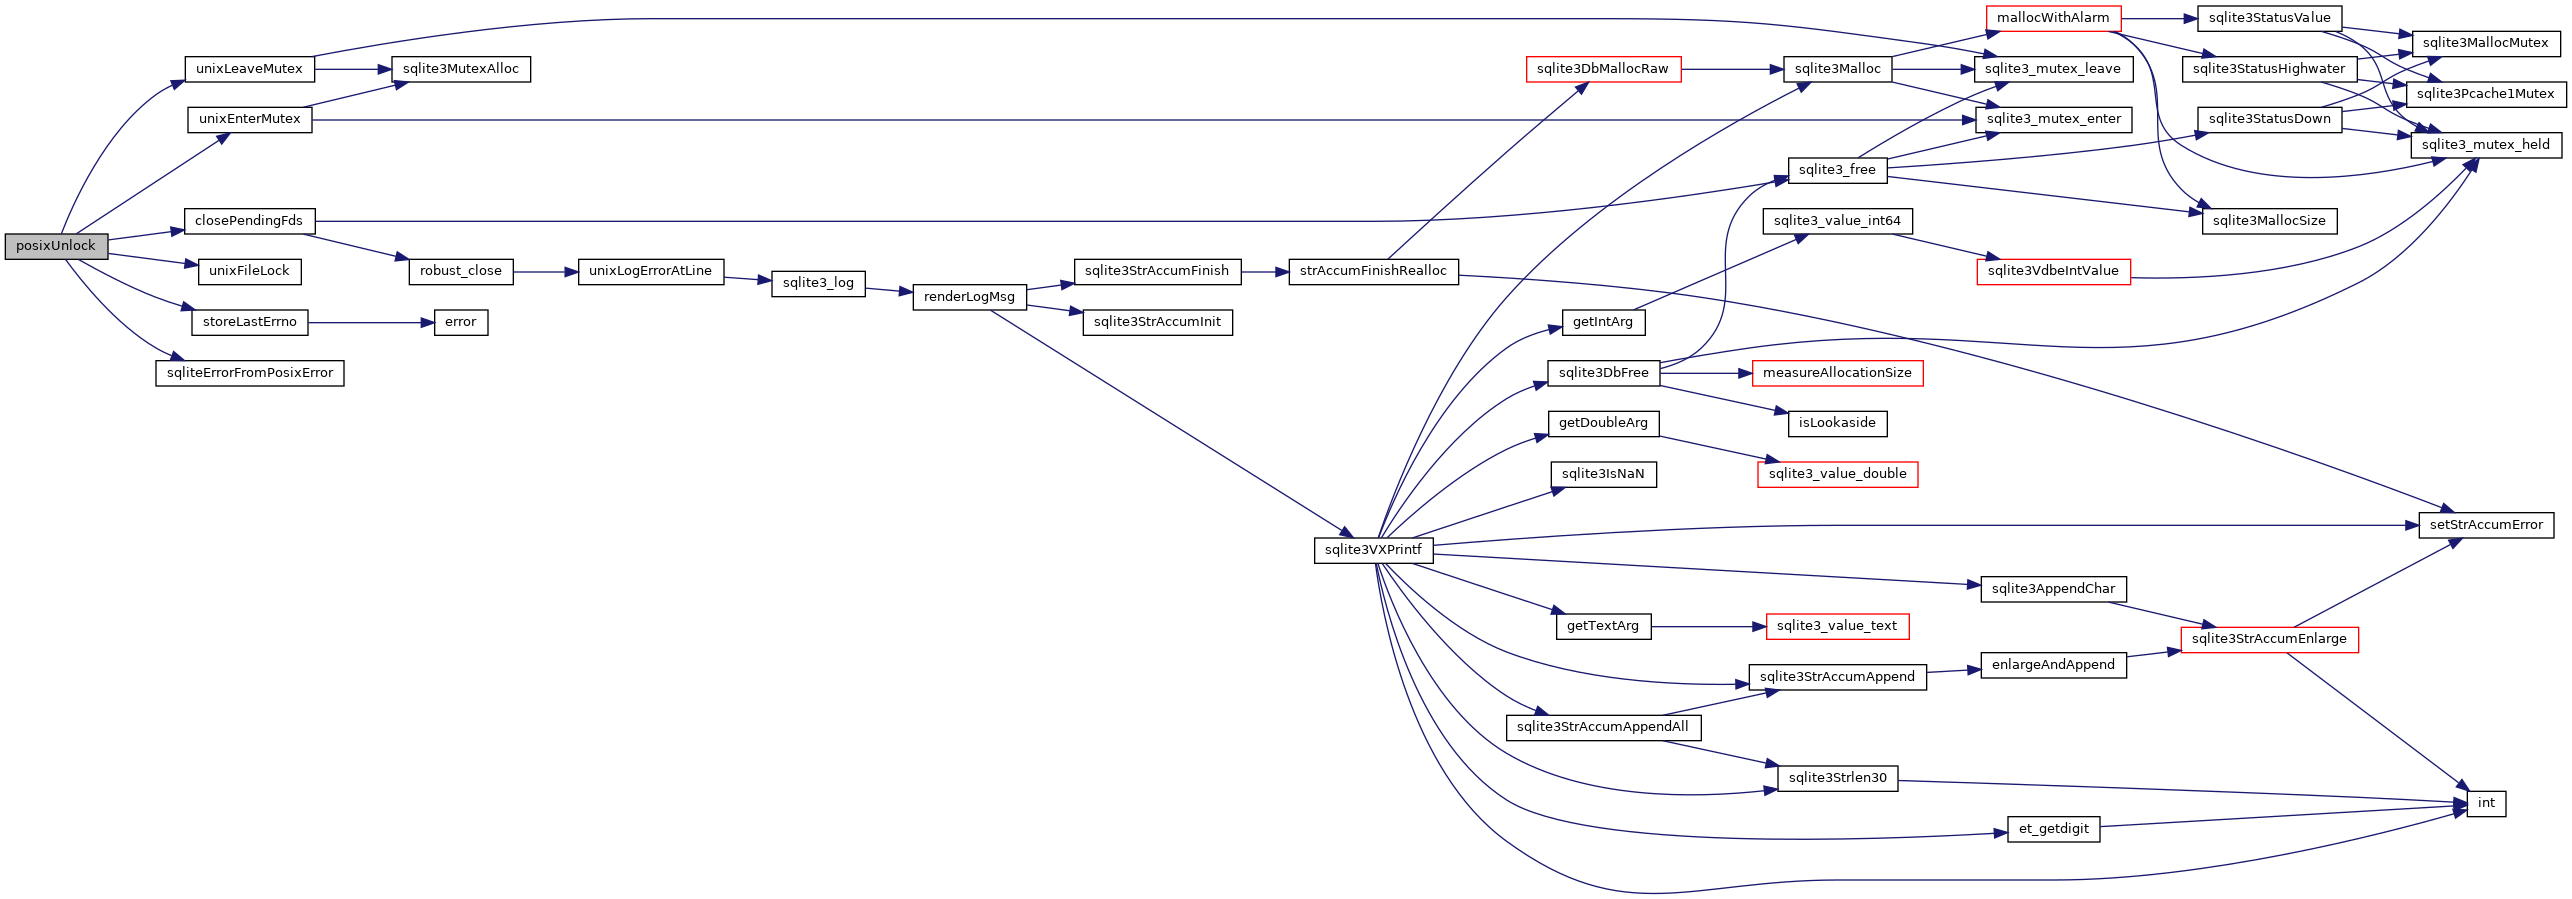 posixUnlock
unixLeaveMutex
unixEnterMutex
closePendingFds
unixFileLock
storeLastErrno
sqliteErrorFromPosixError
sqlite3MutexAlloc
robust_close
error
unixLogErrorAtLine
sqlite3_log
renderLogMsg
sqlite3StrAccumFinish
sqlite3StrAccumInit
strAccumFinishRealloc
sqlite3VXPrintf
sqlite3DbMallocRaw
getIntArg
sqlite3DbFree
getDoubleArg
sqlite3IsNaN
getTextArg
sqlite3StrAccumAppendAll
sqlite3Malloc
sqlite3_free
sqlite3_value_int64
measureAllocationSize
isLookaside
sqlite3_value_double
sqlite3_value_text
sqlite3StrAccumAppend
sqlite3Strlen30
mallocWithAlarm
sqlite3_mutex_leave
sqlite3_mutex_enter
sqlite3VdbeIntValue
sqlite3AppendChar
enlargeAndAppend
et_getdigit
sqlite3StatusValue
sqlite3StatusHighwater
sqlite3StatusDown
sqlite3MallocSize
sqlite3StrAccumEnlarge
sqlite3MallocMutex
sqlite3Pcache1Mutex
sqlite3_mutex_held
setStrAccumError
int